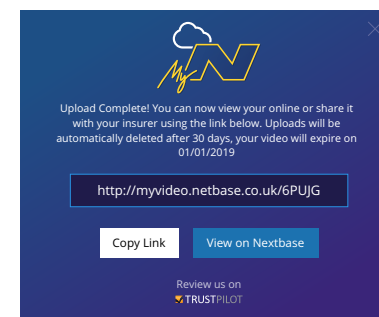 My N
Upload Complete! You can now view your online or share it
with your insurer using the link below. Uploads will be
automatically deleted after 30 days, your video will expire on
01/01/2019
http://myvideo.netbase.co.uk/6PUJG
Copy Link
View on Nextbase
Review us on
TRUSTPILOT